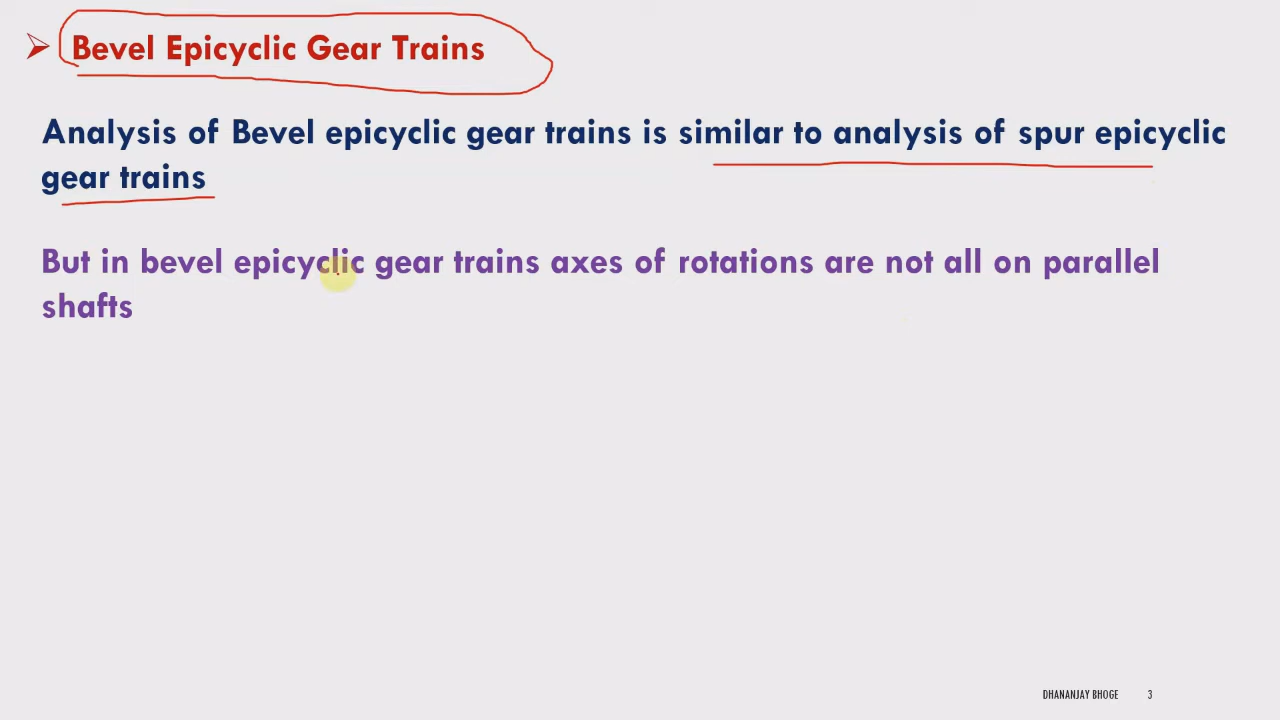 Bevel Epicyclic Gear Trains
Analysis of Bevel epicyclic gear trains is similar to analysis of spur epicyclic
gear trains
But in bevel epicyclic gear trains axes of rotations are not all on parallel
shafts
DHANANJAY BHOGE 3